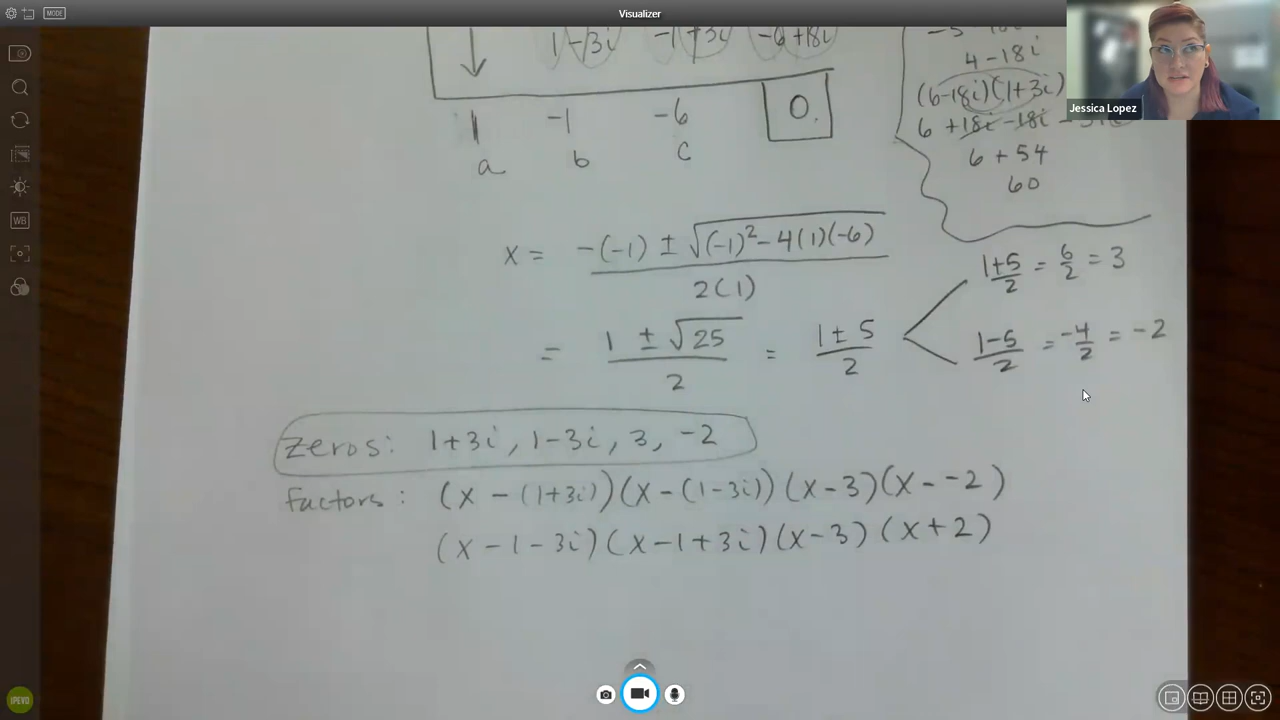 MODE
Visualizer
1-3i -1+3i -6+18i
4-18i
(6-18i)(1+3i)
Jessica Lopez
1 -1 -6 0.
6 +18i -18i
a b c
6 + 54
60
x = -(-1) ± √(-1)² - 4(1)(-6)
2(1)
1+5/2 = 6/2 = 3
= 1 ± √25 / 2 = 1 ± 5 / 2
1-5/2 = -4/2 = -2
zeros: 1+3i, 1-3i, 3, -2
factors: (x - (1+3i))(x - (1-3i))(x-3)(x--2)
(x - 1 - 3i)(x - 1 + 3i)(x - 3)(x + 2)
WB
IPEVO